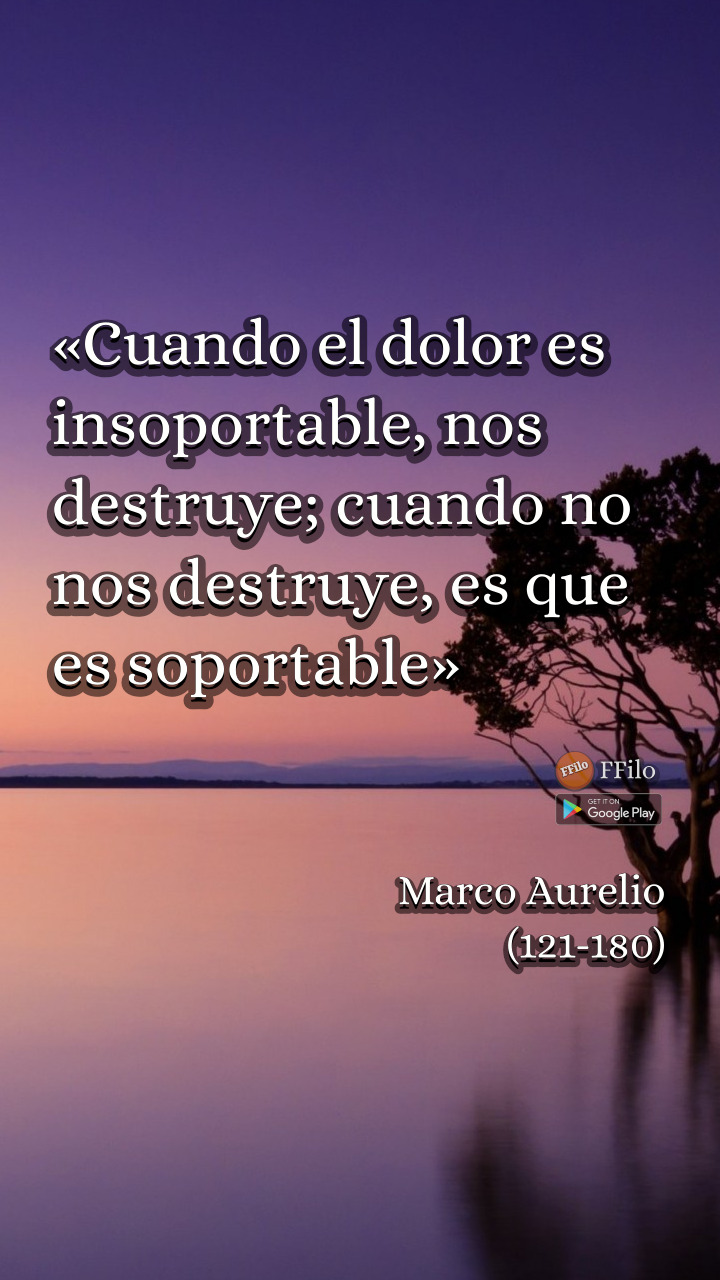 «Cuando el dolor es
insoportable, nos
destruye; cuando no
nos destruye, es que
es soportable»
FFilo FFilo
GET IT ON
Google Play
Marco Aurelio
(121-180)